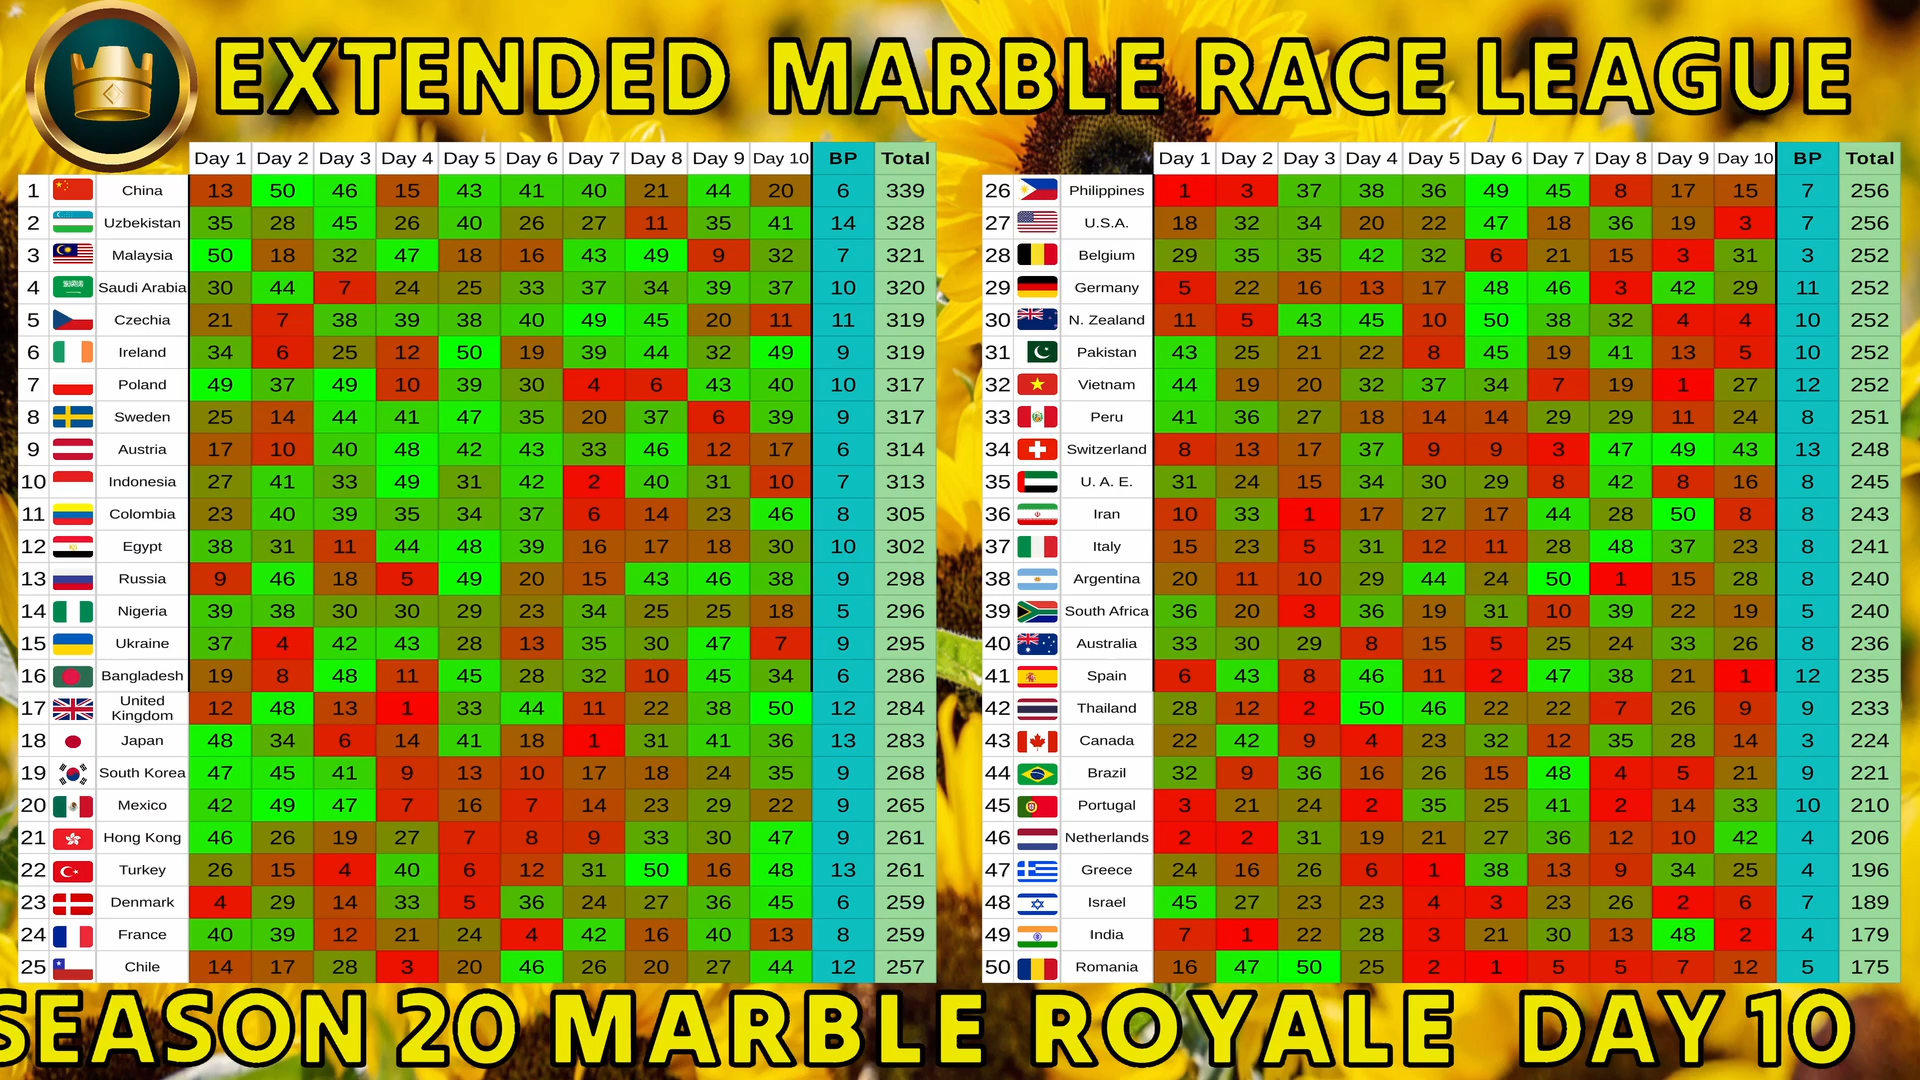 EXTENDED MARBLE RACE LEAGUE
Day 1 Day 2 Day 3 Day 4 Day 5 Day 6 Day 7 Day 8 Day 9 Day 10 BP Total
1 China 13 50 46 15 43 41 40 21 44 20 6 339
2 Uzbekistan 35 28 45 26 40 26 27 11 35 41 14 328
3 Malaysia 50 18 32 47 18 16 43 49 9 32 7 321
4 Saudi Arabia 30 44 7 24 25 33 37 34 39 37 10 320
5 Czechia 21 7 38 39 38 40 49 45 20 11 11 319
6 Ireland 34 6 25 12 50 19 39 44 32 49 9 319
7 Poland 49 37 49 10 39 30 4 6 43 40 10 317
8 Sweden 25 14 44 41 47 35 20 37 6 39 9 317
9 Austria 17 10 40 48 42 43 33 46 12 17 6 314
10 Indonesia 27 41 33 49 31 42 2 40 31 10 7 313
11 Colombia 23 40 39 35 34 37 6 14 23 46 8 305
12 Egypt 38 31 11 44 48 39 16 17 18 30 10 302
13 Russia 9 46 18 5 49 20 15 43 46 38 9 298
14 Nigeria 39 38 30 30 29 23 34 25 25 18 5 296
15 Ukraine 37 4 42 43 28 13 35 30 47 7 9 295
16 Bangladesh 19 8 48 11 45 28 32 10 45 34 6 286
17 United Kingdom 12 48 13 1 33 44 11 22 38 50 12 284
18 Japan 48 34 6 14 41 18 1 31 41 36 13 283
19 South Korea 47 45 41 9 13 10 17 18 24 35 9 268
20 Mexico 42 49 47 7 16 7 14 23 29 22 9 265
21 Hong Kong 46 26 19 27 7 8 9 33 30 47 9 261
22 Turkey 26 15 4 40 6 12 31 50 16 48 13 261
23 Denmark 4 29 14 33 5 36 24 27 36 45 6 259
24 France 40 39 12 21 24 4 42 16 40 13 8 259
25 Chile 14 17 28 3 20 46 26 20 27 44 12 257
Day 1 Day 2 Day 3 Day 4 Day 5 Day 6 Day 7 Day 8 Day 9 Day 10 BP Total
26 Philippines 1 3 37 38 36 49 45 8 17 15 7 256
27 U.S.A. 18 32 34 20 22 47 18 36 19 3 7 256
28 Belgium 29 35 35 42 32 6 21 15 3 31 3 252
29 Germany 5 22 16 13 17 48 46 3 42 29 11 252
30 N. Zealand 11 5 43 45 10 50 38 32 4 4 10 252
31 Pakistan 43 25 21 22 8 45 19 41 13 5 10 252
32 Vietnam 44 19 20 32 37 34 7 19 1 27 12 252
33 Peru 41 36 27 18 14 14 29 29 11 24 8 251
34 Switzerland 8 13 17 37 9 9 3 47 49 43 13 248
35 U. A. E. 31 24 15 34 30 29 8 42 8 16 8 245
36 Iran 10 33 1 17 27 17 44 28 50 8 8 243
37 Italy 15 23 5 31 12 11 28 48 37 23 8 241
38 Argentina 20 11 10 29 44 24 50 1 15 28 8 240
39 South Africa 36 20 3 36 19 31 10 39 22 19 5 240
40 Australia 33 30 29 8 15 5 25 24 33 26 8 236
41 Spain 6 43 8 46 11 2 47 38 21 1 12 235
42 Thailand 28 12 2 50 46 22 22 7 26 9 9 233
43 Canada 22 42 9 4 23 32 12 35 28 14 3 224
44 Brazil 32 9 36 16 26 15 48 4 5 21 9 221
45 Portugal 3 21 24 2 35 25 41 2 14 33 10 210
46 Netherlands 2 2 31 19 21 27 36 12 10 42 4 206
47 Greece 24 16 26 6 1 38 13 9 34 25 4 196
48 Israel 45 27 23 23 4 3 23 26 2 6 7 189
49 India 7 1 22 28 3 21 30 13 48 2 4 179
50 Romania 16 47 50 25 2 1 5 5 7 12 5 175
SEASON 20 MARBLE ROYALE DAY 10